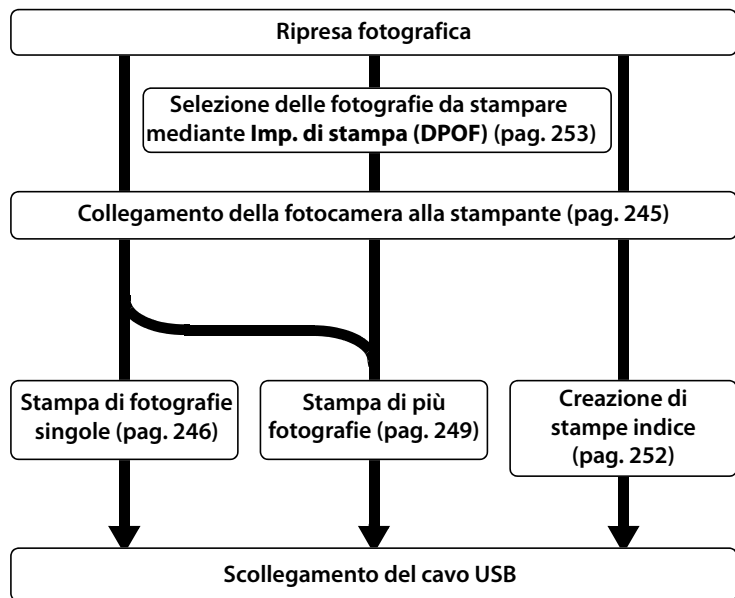 Ripresa fotografica
Selezione delle fotografie da stampare
mediante Imp. di stampa (DPOF) (pag. 253)
Collegamento della fotocamera alla stampante (pag. 245)
Stampa di fotografie
singole (pag. 246)
Stampa di più
fotografie (pag. 249)
Creazione di
stampe indice
(pag. 252)
Scollegamento del cavo USB